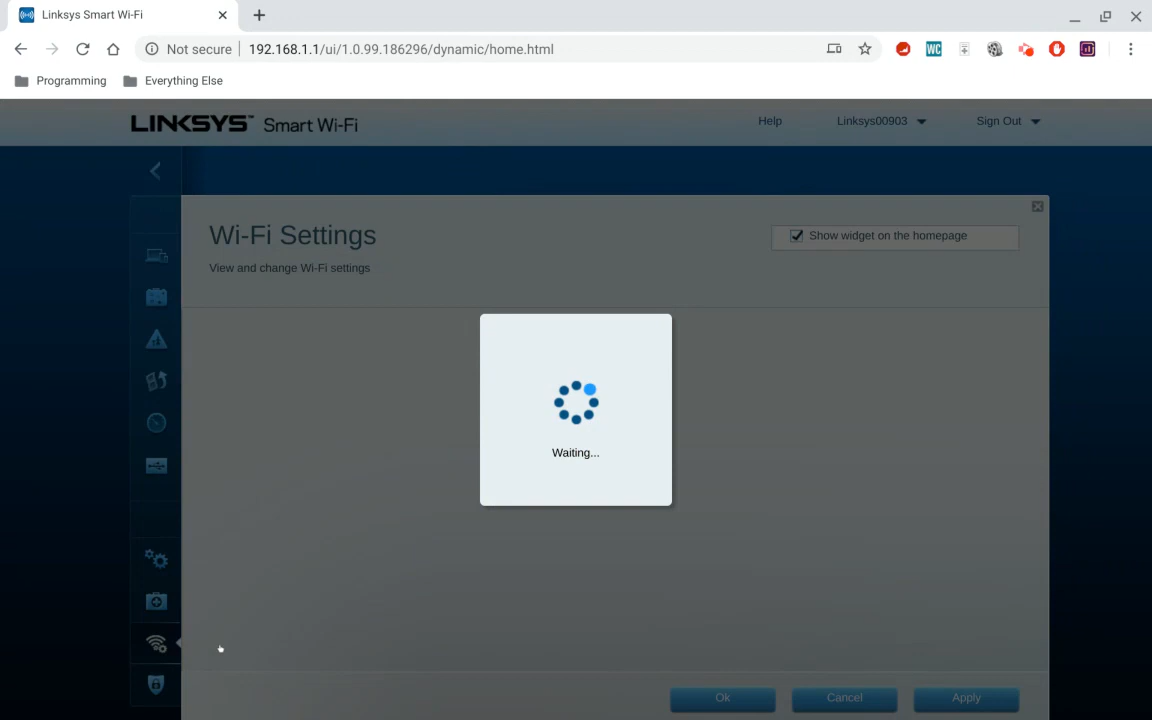 Linksys Smart Wi-Fi
Not secure 192.168.1.1/ui/1.0.99.186296/dynamic/home.html
WC
Programming Everything Else
LINKSYS™ Smart Wi-Fi Help Linksys00903 Sign Out
Wi-Fi Settings
Show widget on the homepage
View and change Wi-Fi settings
Waiting...
Ok Cancel Apply